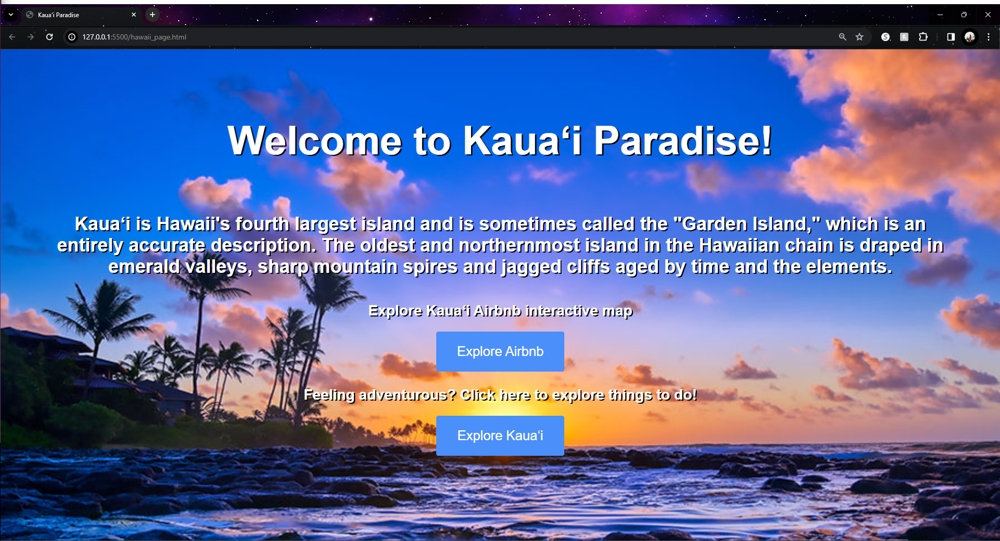 Kauaʻi Paradise
127.0.0.1:5500/hawaii_page.html
Welcome to Kauaʻi Paradise!
Kauaʻi is Hawaii's fourth largest island and is sometimes called the "Garden Island," which is an
entirely accurate description. The oldest and northernmost island in the Hawaiian chain is draped in
emerald valleys, sharp mountain spires and jagged cliffs aged by time and the elements.
Explore Kauaʻi Airbnb interactive map
Explore Airbnb
Feeling adventurous? Click here to explore things to do!
Explore Kauaʻi